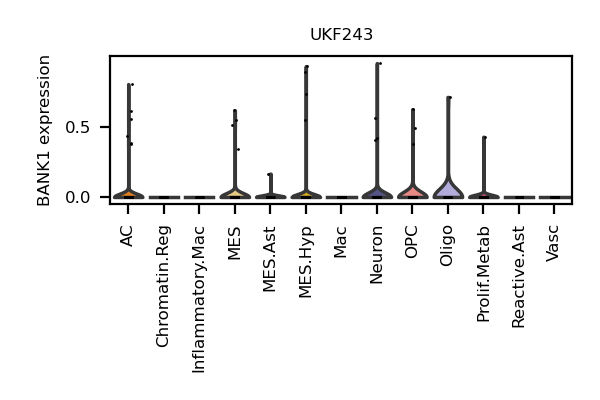 UKF243
BANK1 expression
0.5
0.0
AC
Chromatin.Reg
Inflammatory.Mac
MES
MES.Ast
MES.Hyp
Mac
Neuron
OPC
Oligo
Prolif.Metab
Reactive.Ast
Vasc